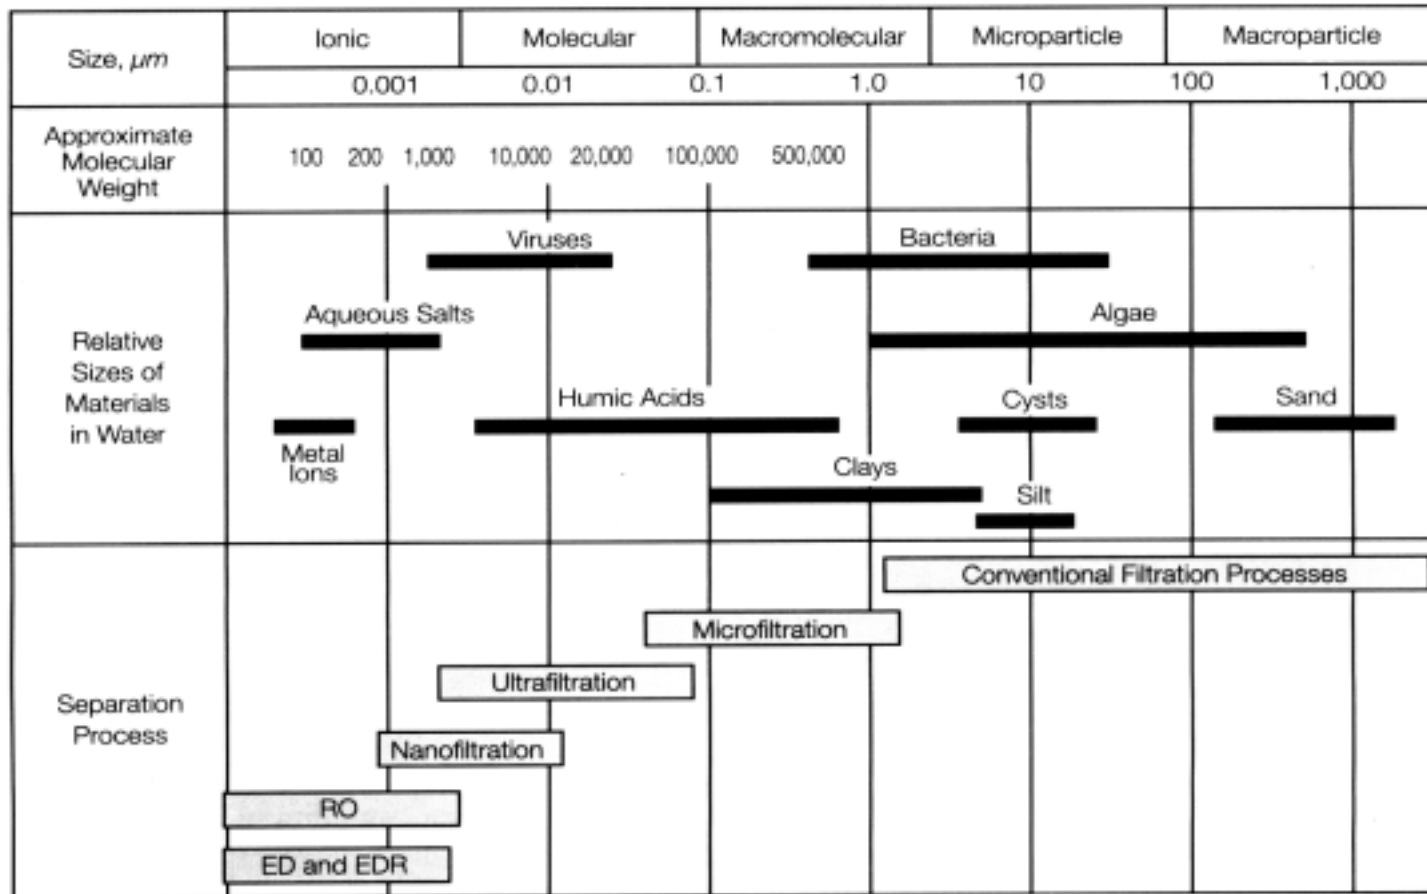 Size, μm
Ionic Molecular Macromolecular Microparticle Macroparticle
0.001 0.01 0.1 1.0 10 100 1,000
Approximate
Molecular
Weight
100 200 1,000 10,000 20,000 100,000 500,000
Relative
Sizes of
Materials
in Water
Viruses Bacteria
Aqueous Salts Algae
Humic Acids Cysts Sand
Metal
Ions
Clays
Silt
Separation
Process
Conventional Filtration Processes
Microfiltration
Ultrafiltration
Nanofiltration
RO
ED and EDR